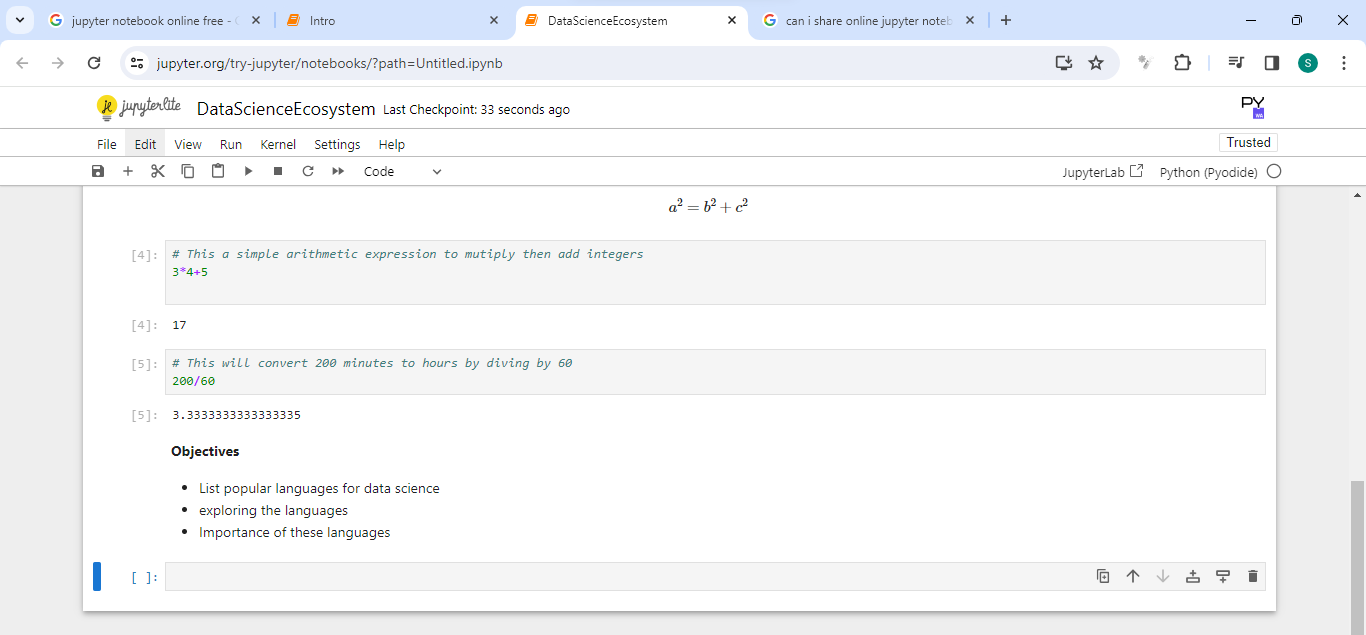 jupyter notebook online free -
Intro
DataScienceEcosystem
can i share online jupyter noteb
jupyter.org/try-jupyter/notebooks/?path=Untitled.ipynb
S
jupyterlite
DataScienceEcosystem Last Checkpoint: 33 seconds ago
PY
WA
File Edit View Run Kernel Settings Help
Trusted
Code
JupyterLab Python (Pyodide)
a² = b² + c²
[4]: # This a simple arithmetic expression to mutiply then add integers
3*4+5
[4]: 17
[5]: # This will convert 200 minutes to hours by diving by 60
200/60
[5]: 3.3333333333333335
Objectives
• List popular languages for data science
• exploring the languages
• Importance of these languages
[ ]: